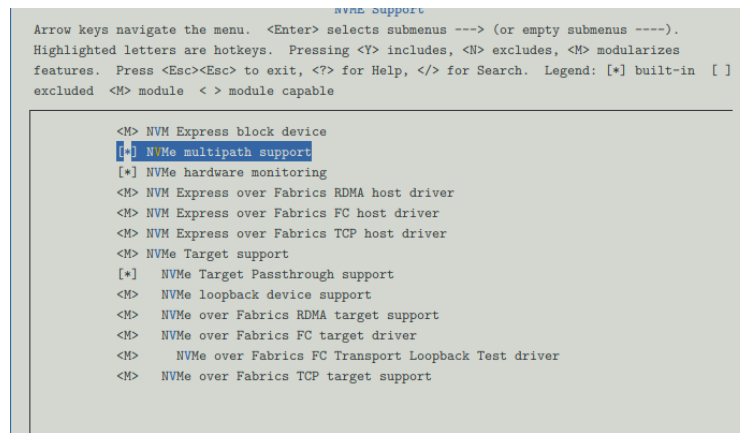 NVME Support
Arrow keys navigate the menu. <Enter> selects submenus ---> (or empty submenus ----).
Highlighted letters are hotkeys. Pressing <Y> includes, <N> excludes, <M> modularizes
features. Press <Esc><Esc> to exit, <?> for Help, </> for Search. Legend: [*] built-in [ ]
excluded <M> module < > module capable
<M> NVM Express block device
[*] NVMe multipath support
[*] NVMe hardware monitoring
<M> NVM Express over Fabrics RDMA host driver
<M> NVM Express over Fabrics FC host driver
<M> NVM Express over Fabrics TCP host driver
<M> NVMe Target support
[*] NVMe Target Passthrough support
<M> NVMe loopback device support
<M> NVMe over Fabrics RDMA target support
<M> NVMe over Fabrics FC target driver
<M> NVMe over Fabrics FC Transport Loopback Test driver
<M> NVMe over Fabrics TCP target support